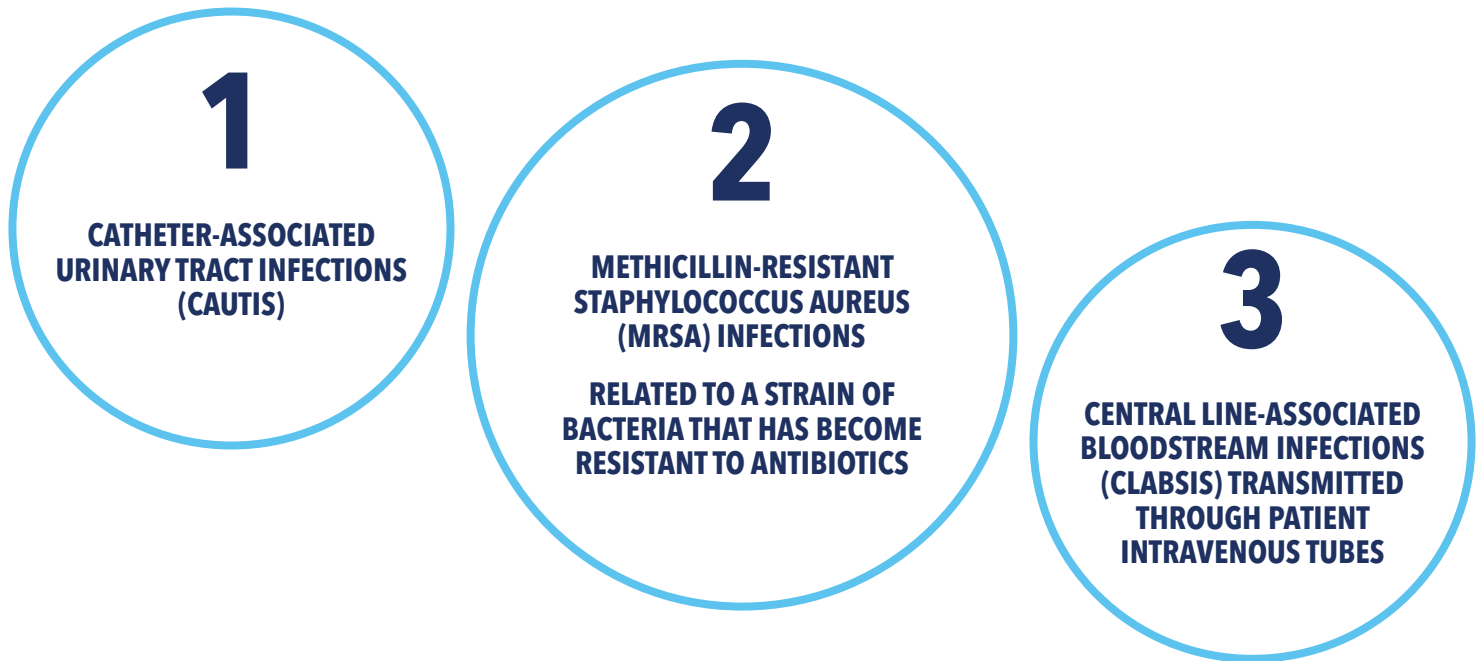 1
CATHETER-ASSOCIATED
URINARY TRACT INFECTIONS
(CAUTIS)
2
METHICILLIN-RESISTANT
STAPHYLOCOCCUS AUREUS
(MRSA) INFECTIONS
RELATED TO A STRAIN OF
BACTERIA THAT HAS BECOME
RESISTANT TO ANTIBIOTICS
3
CENTRAL LINE-ASSOCIATED
BLOODSTREAM INFECTIONS
(CLABSIS) TRANSMITTED
THROUGH PATIENT
INTRAVENOUS TUBES